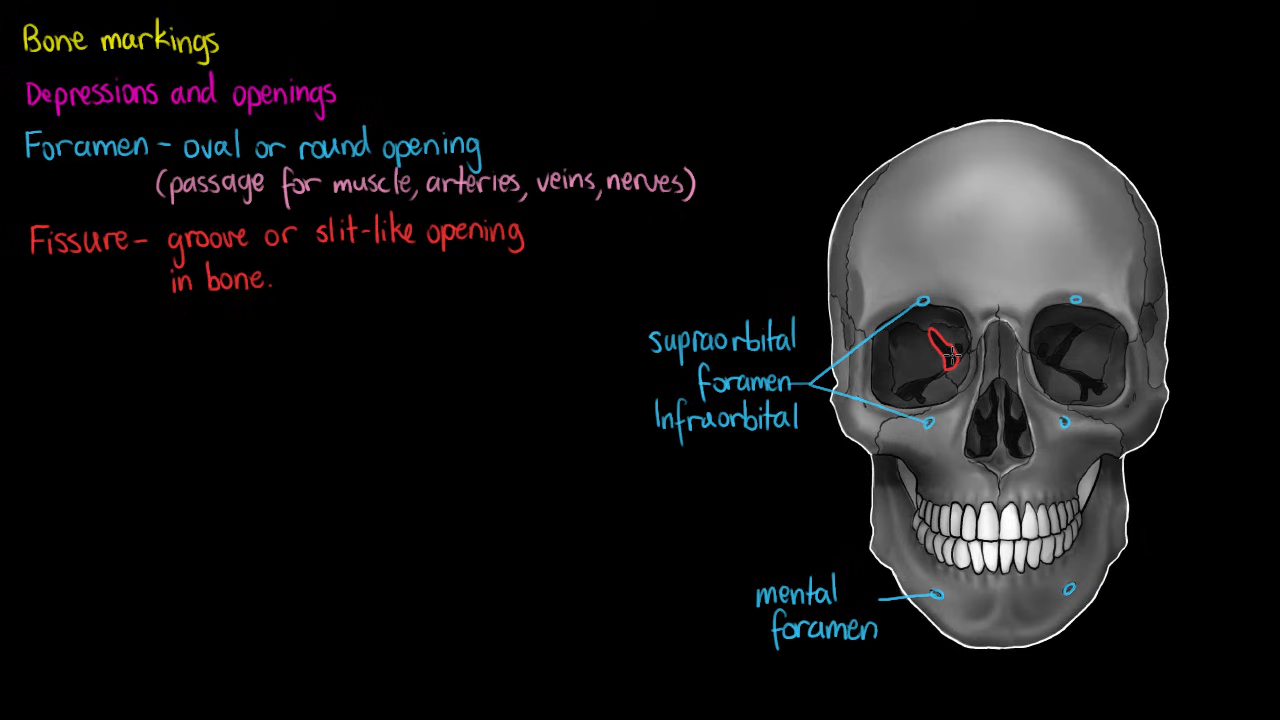 Bone markings
Depressions and openings
Foramen - oval or round opening
(passage for muscle, arteries, veins, nerves)
Fissure - groove or slit-like opening
in bone.
supraorbital
foramen
Infraorbital
mental
foramen